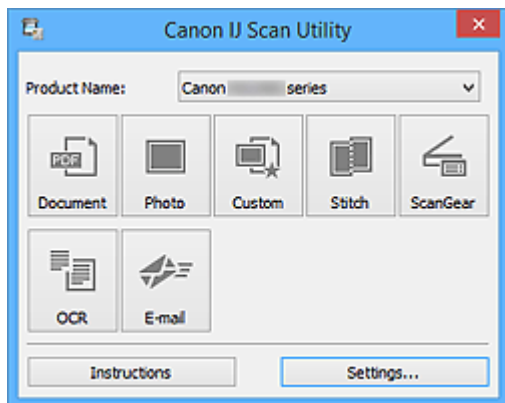 Canon IJ Scan Utility
Product Name: Canon series
PDF
Document Photo Custom Stitch ScanGear
OCR E-mail
Instructions Settings...